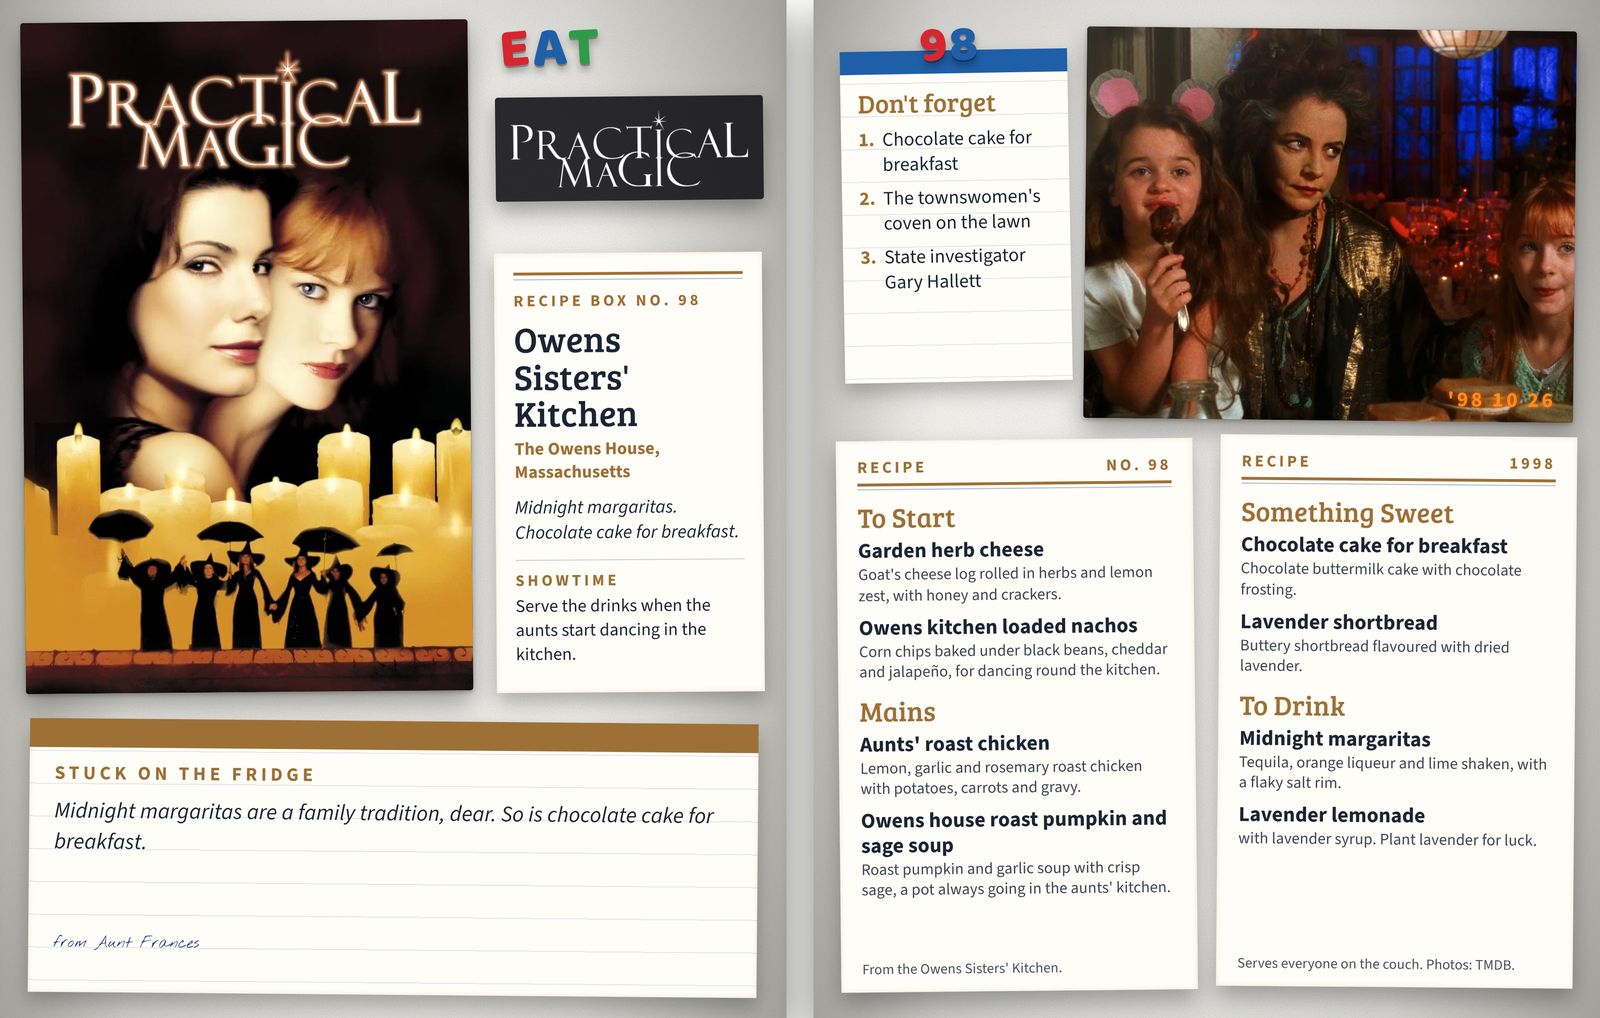 PRACTICAL
MAGIC
EAT
PRACTICAL
MAGIC
RECIPE BOX NO. 98
Owens
Sisters'
Kitchen
The Owens House,
Massachusetts
Midnight margaritas.
Chocolate cake for breakfast.
SHOWTIME
Serve the drinks when the
aunts start dancing in the
kitchen.
STUCK ON THE FRIDGE
Midnight margaritas are a family tradition, dear. So is chocolate cake for
breakfast.
from Aunt Frances
98
Don't forget
1. Chocolate cake for
breakfast
2. The townswomen's
coven on the lawn
3. State investigator
Gary Hallett
'98 10 26
RECIPE NO. 98
To Start
Garden herb cheese
Goat's cheese log rolled in herbs and lemon
zest, with honey and crackers.
Owens kitchen loaded nachos
Corn chips baked under black beans, cheddar
and jalapeño, for dancing round the kitchen.
Mains
Aunts' roast chicken
Lemon, garlic and rosemary roast chicken
with potatoes, carrots and gravy.
Owens house roast pumpkin and
sage soup
Roast pumpkin and garlic soup with crisp
sage, a pot always going in the aunts' kitchen.
From the Owens Sisters' Kitchen.
RECIPE 1998
Something Sweet
Chocolate cake for breakfast
Chocolate buttermilk cake with chocolate
frosting.
Lavender shortbread
Buttery shortbread flavoured with dried
lavender.
To Drink
Midnight margaritas
Tequila, orange liqueur and lime shaken, with
a flaky salt rim.
Lavender lemonade
with lavender syrup. Plant lavender for luck.
Serves everyone on the couch. Photos: TMDB.